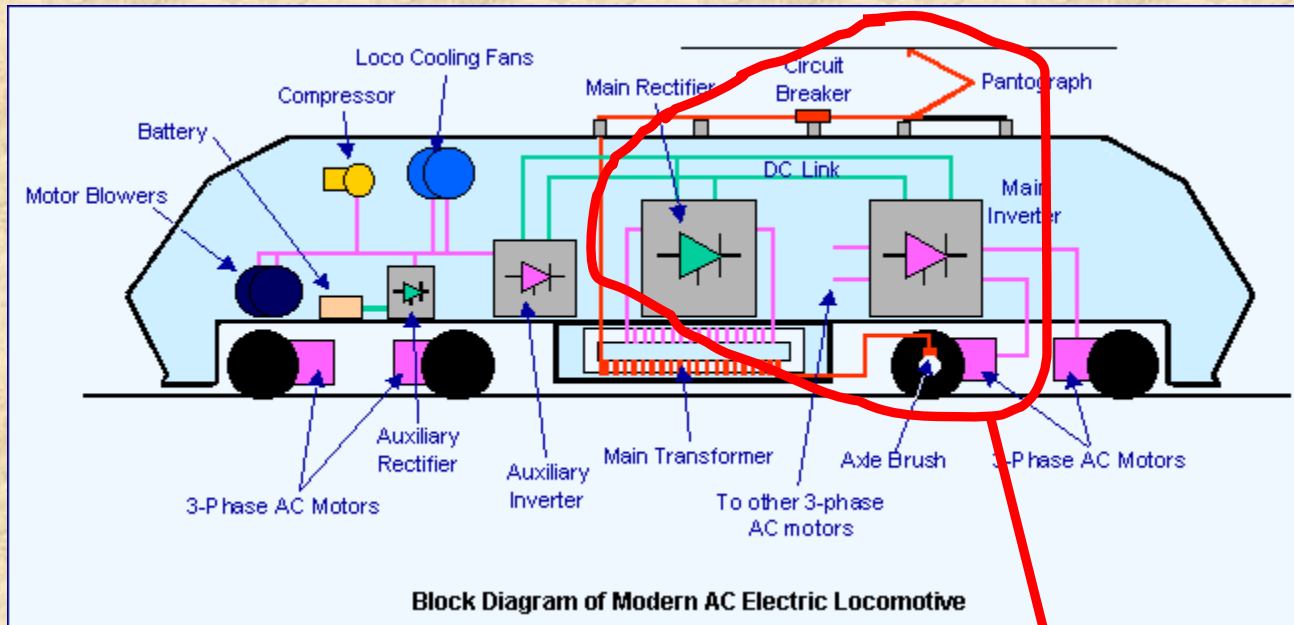 Loco Cooling Fans
Compressor
Battery
Motor Blowers
Main Rectifier
Circuit
Breaker
Pantograph
DC Link
Main
Inverter
Auxiliary
Rectifier
3-Phase AC Motors
Auxiliary
Inverter
Main Transformer
To other 3-phase
AC motors
Axle Brush
3-Phase AC Motors
Block Diagram of Modern AC Electric Locomotive